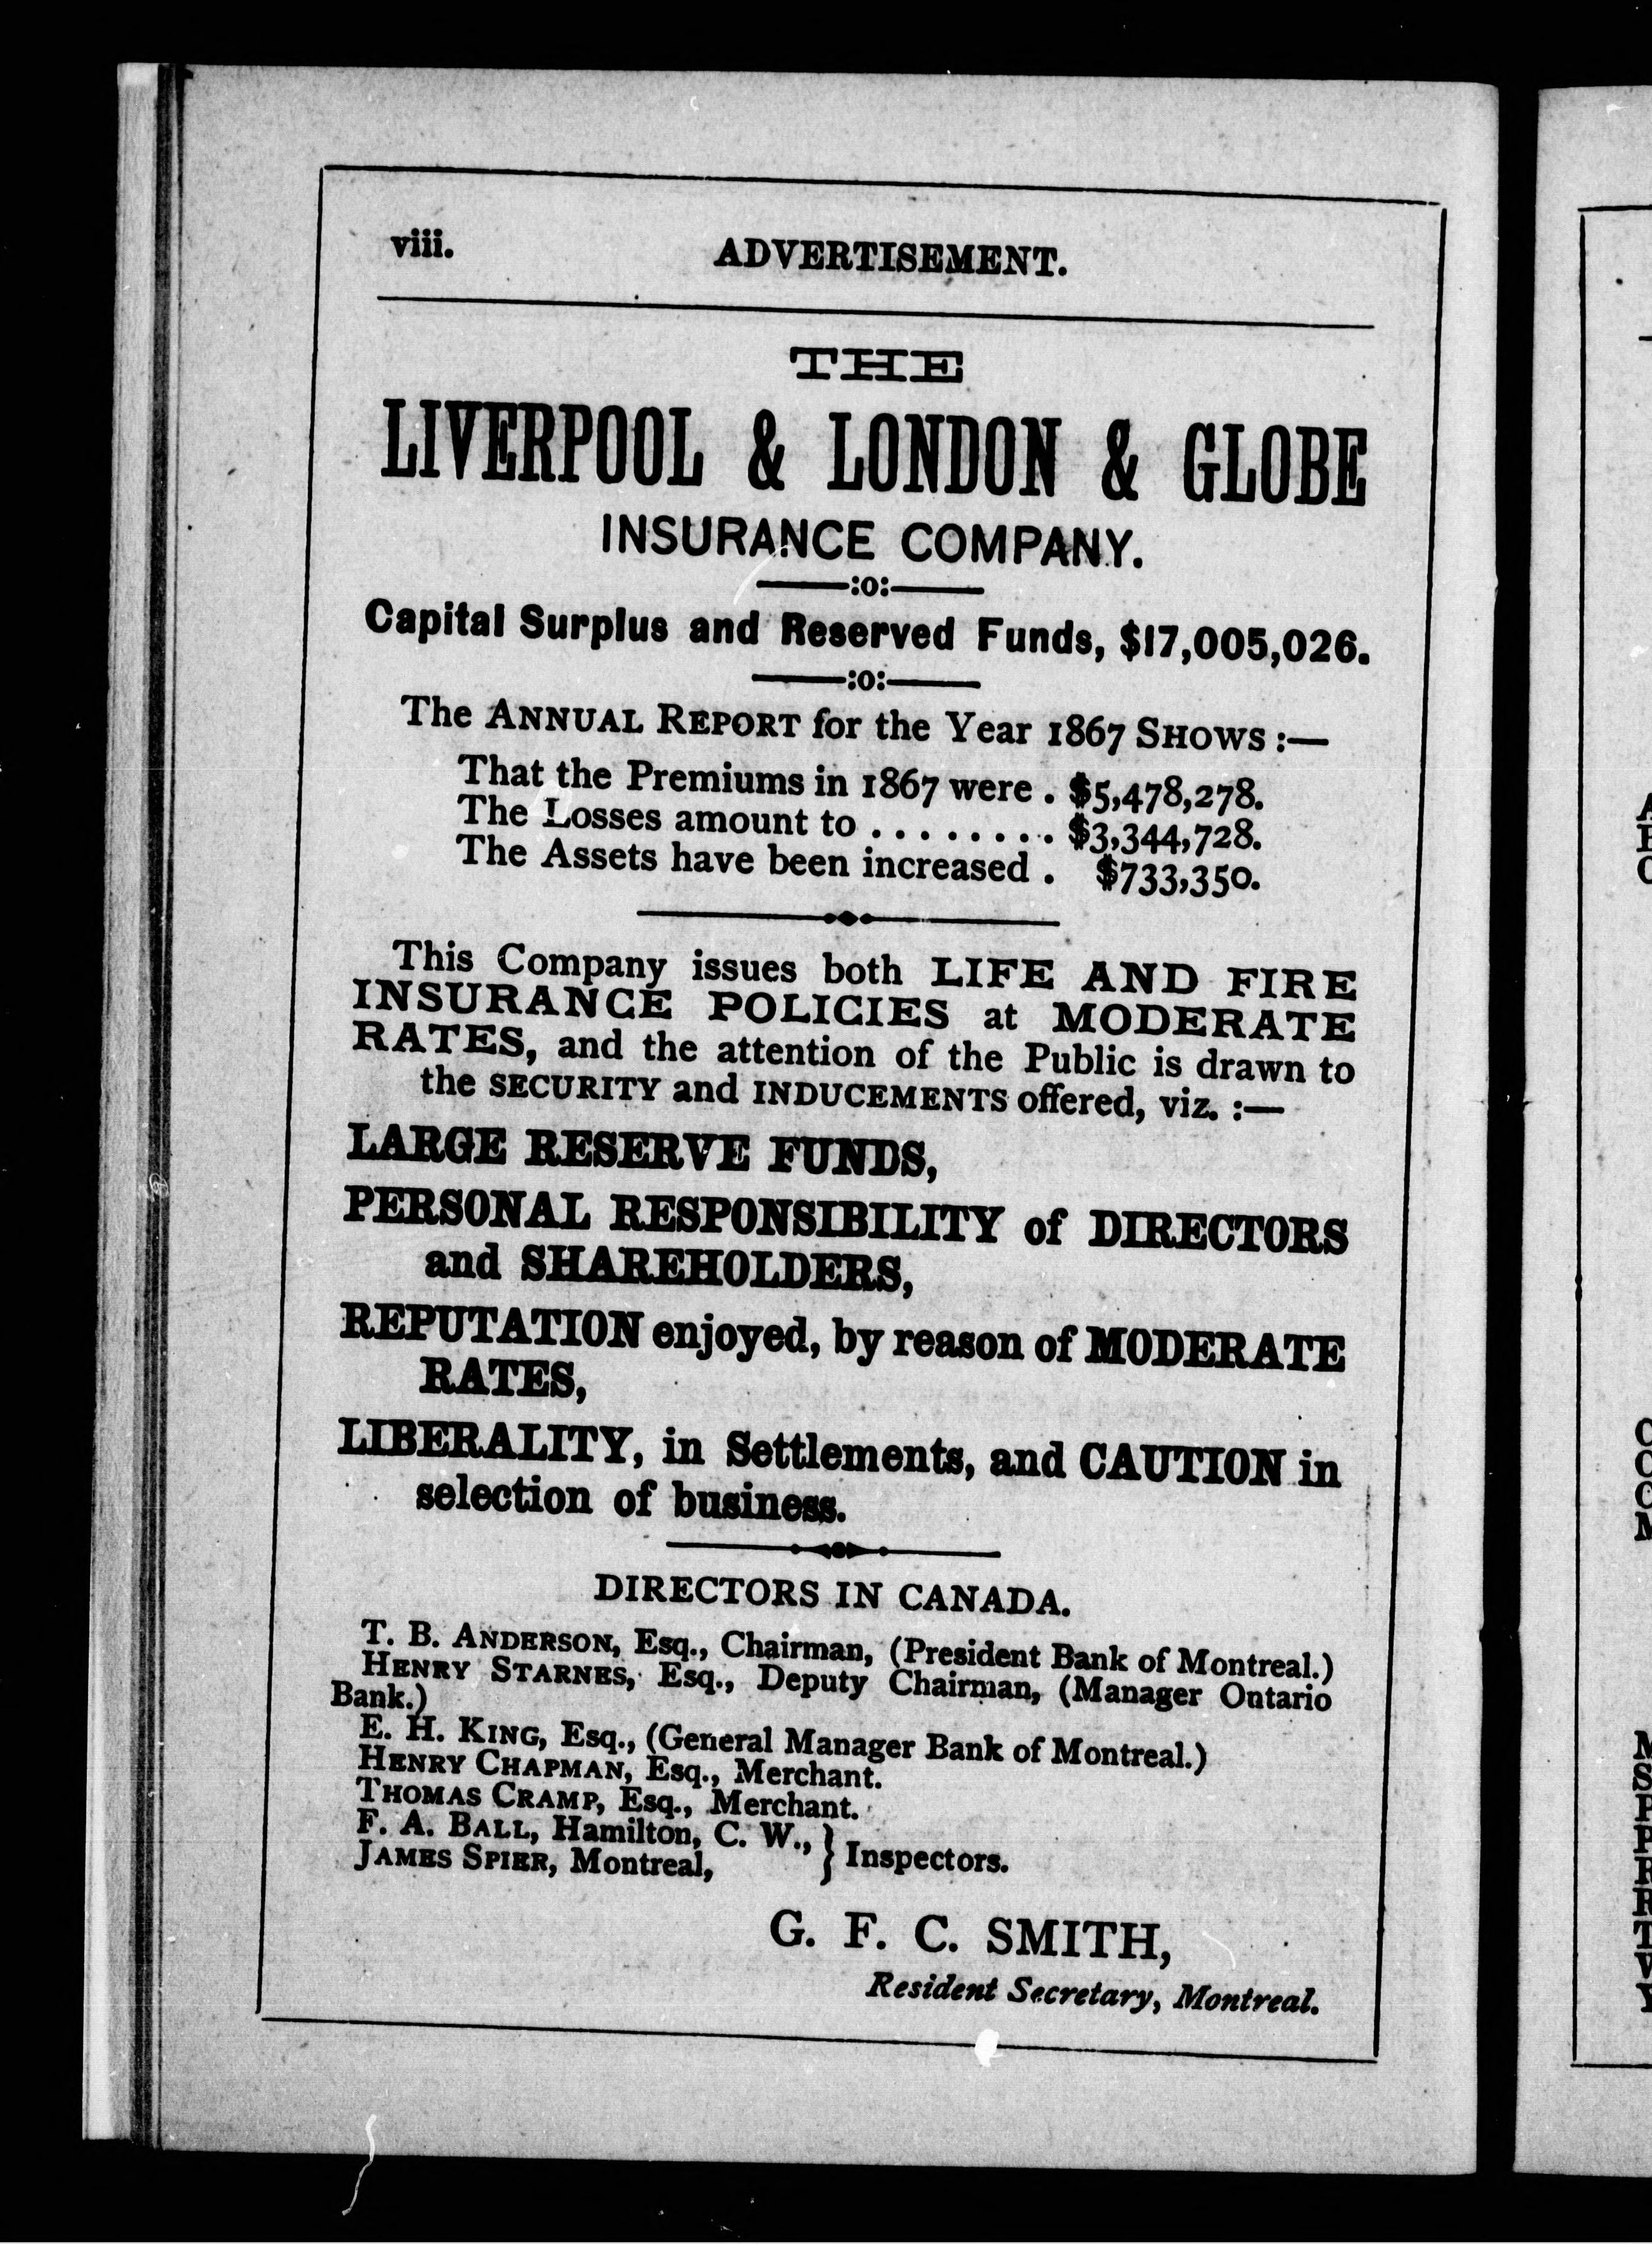 viii. ADVERTISEMENT.
THE
LIVERPOOL & LONDON & GLOBE
INSURANCE COMPANY.
:o:
Capital Surplus and Reserved Funds, $17,005,026.
:o:
The ANNUAL REPORT for the Year 1867 SHOWS :—
That the Premiums in 1867 were . $5,478,278.
The Losses amount to . . . . . . . . $3,344,728.
The Assets have been increased . $733,350.
This Company issues both LIFE AND FIRE
INSURANCE POLICIES at MODERATE
RATES, and the attention of the Public is drawn to
the SECURITY and INDUCEMENTS offered, viz. :—
LARGE RESERVE FUNDS,
PERSONAL RESPONSIBILITY of DIRECTORS
and SHAREHOLDERS,
REPUTATION enjoyed, by reason of MODERATE
RATES,
LIBERALITY, in Settlements, and CAUTION in
selection of business.
DIRECTORS IN CANADA.
T. B. ANDERSON, Esq., Chairman, (President Bank of Montreal.)
HENRY STARNES, Esq., Deputy Chairman, (Manager Ontario
Bank.)
E. H. KING, Esq., (General Manager Bank of Montreal.)
HENRY CHAPMAN, Esq., Merchant.
THOMAS CRAMP, Esq., Merchant.
F. A. BALL, Hamilton, C. W., } Inspectors.
JAMES SPIER, Montreal,
G. F. C. SMITH,
Resident Secretary, Montreal.